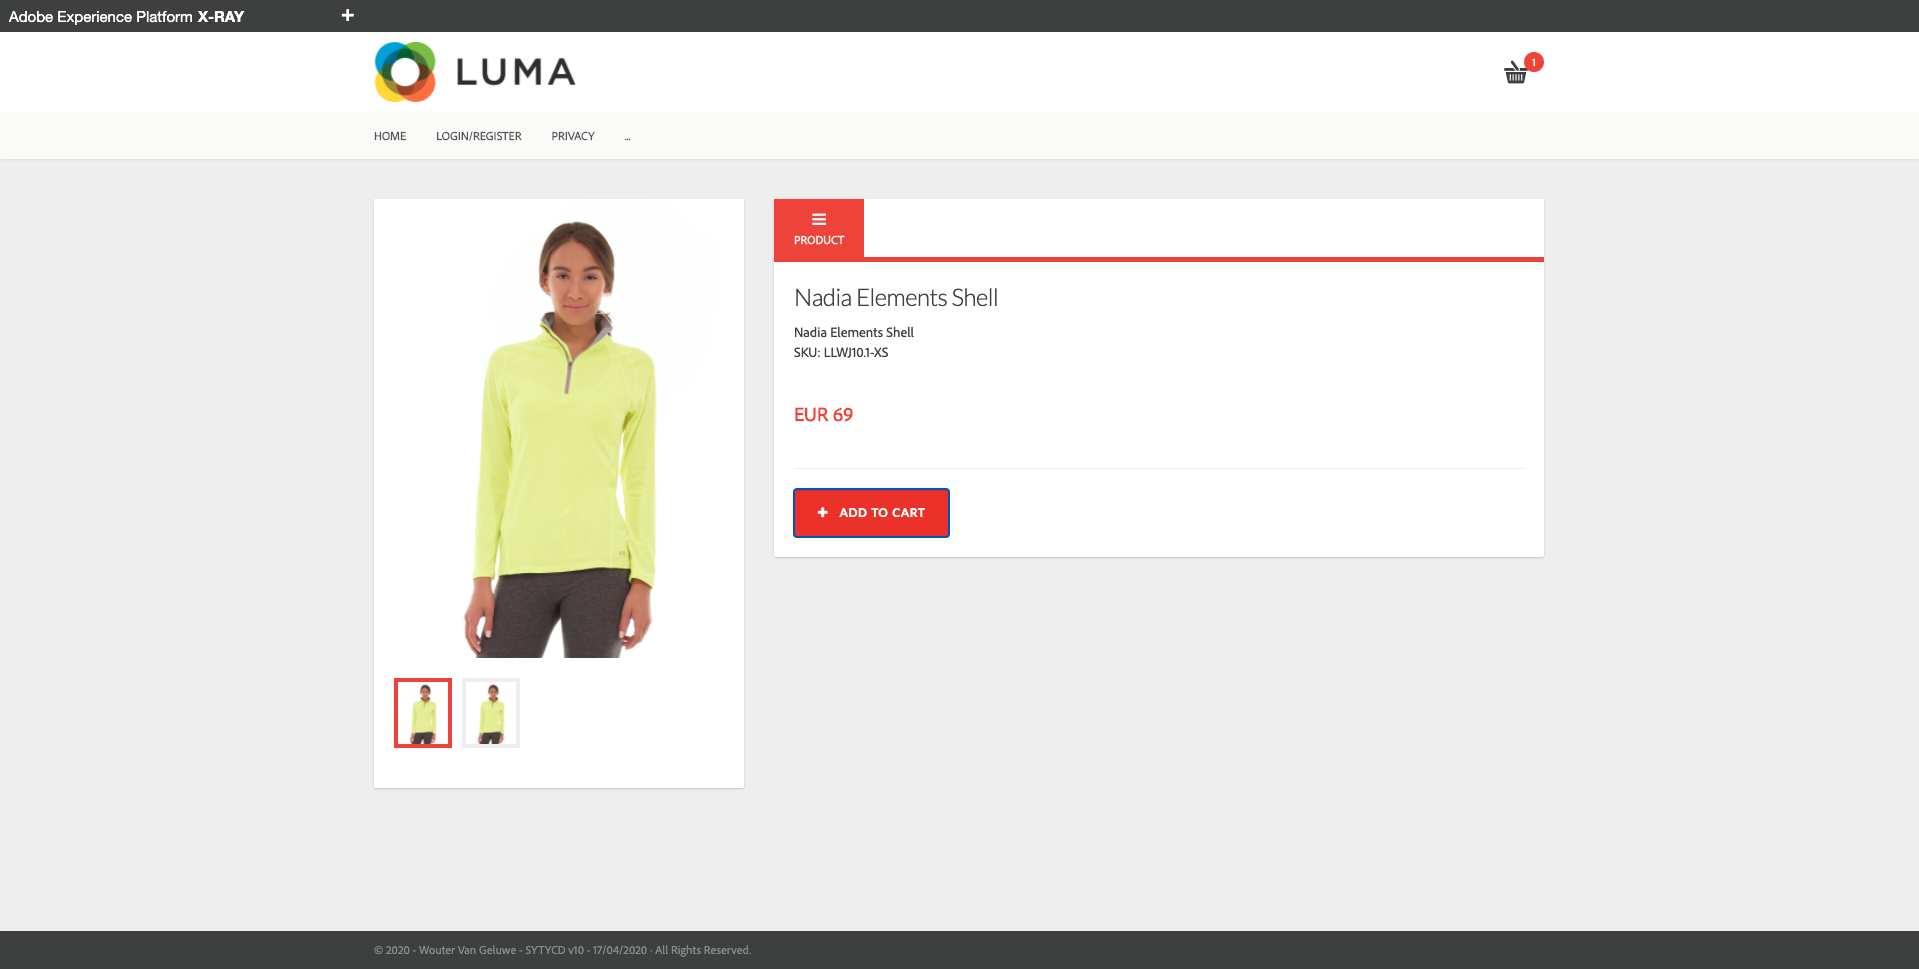 Adobe Experience Platform X-RAY
LUMA
1
HOME LOGIN/REGISTER PRIVACY ...
PRODUCT
Nadia Elements Shell
Nadia Elements Shell
SKU: LLWJ10.1-XS
EUR 69
ADD TO CART
© 2020 - Wouter Van Geluwe - SYTYCD v10 - 17/04/2020 · All Rights Reserved.